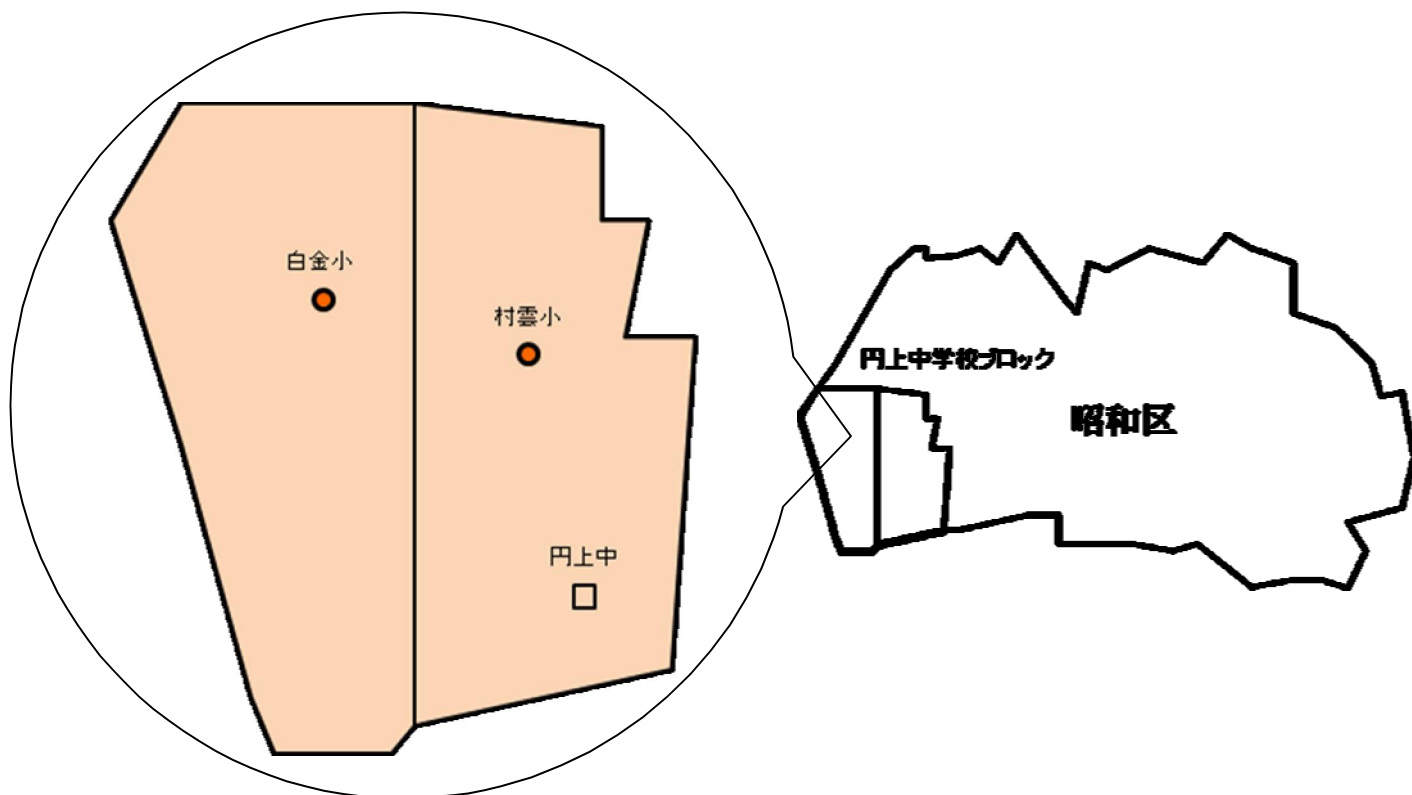 白金小
村雲小
円上中
円上中学校ブロック
昭和区